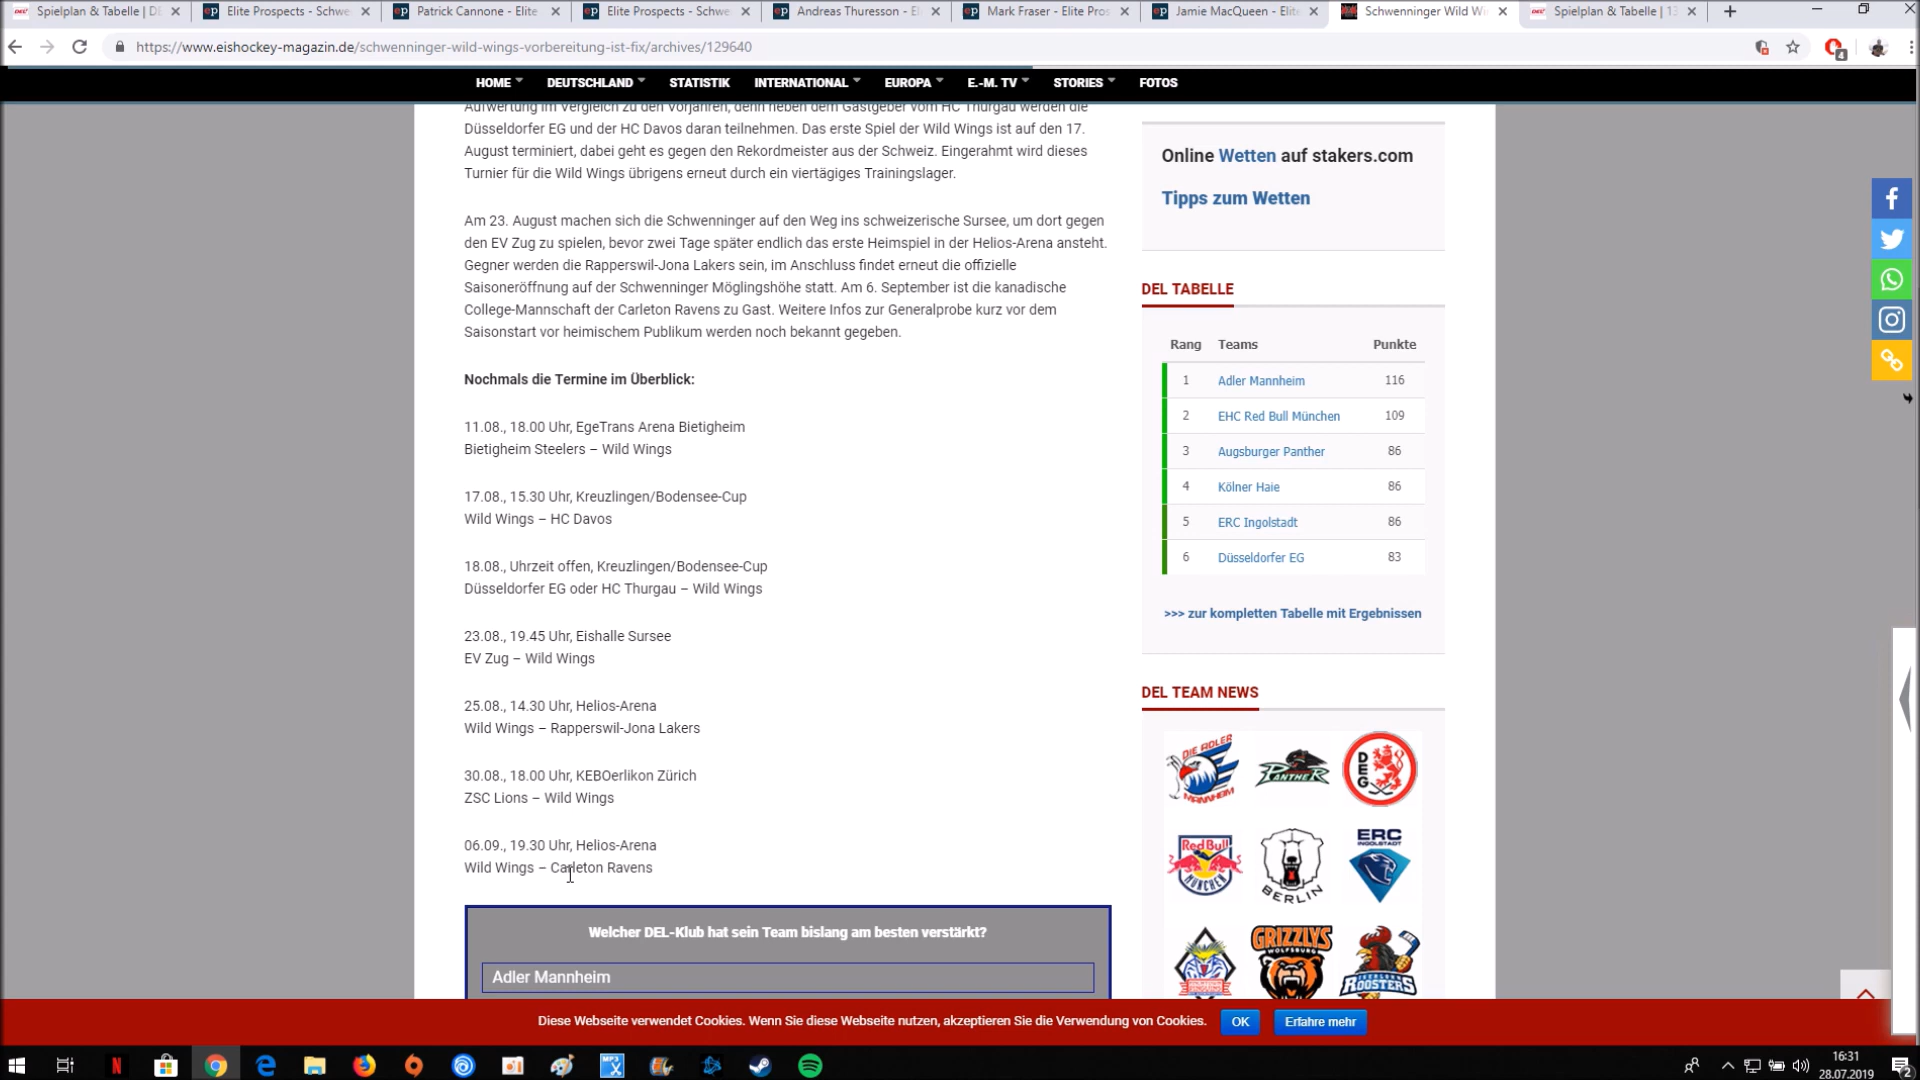 Spielplan & Tabelle | DE
Elite Prospects - Schwe
Patrick Cannone - Elite
Elite Prospects - Schwe
Andreas Thuresson - El
Mark Fraser - Elite Pros
Jamie MacQueen - Elite
Schwenninger Wild Wi
Spielplan & Tabelle | 13
https://www.eishockey-magazin.de/schwenninger-wild-wings-vorbereitung-ist-fix/archives/129640
HOME DEUTSCHLAND STATISTIK INTERNATIONAL EUROPA E.-M. TV STORIES FOTOS
Aufwertung im Vergleich zu den Vorjahren, denn neben dem Gastgeber vom HC Thurgau werden die
Düsseldorfer EG und der HC Davos daran teilnehmen. Das erste Spiel der Wild Wings ist auf den 17.
August terminiert, dabei geht es gegen den Rekordmeister aus der Schweiz. Eingerahmt wird dieses
Turnier für die Wild Wings übrigens erneut durch ein viertägiges Trainingslager.
Am 23. August machen sich die Schwenninger auf den Weg ins schweizerische Sursee, um dort gegen
den EV Zug zu spielen, bevor zwei Tage später endlich das erste Heimspiel in der Helios-Arena ansteht.
Gegner werden die Rapperswil-Jona Lakers sein, im Anschluss findet erneut die offizielle
Saisoneröffnung auf der Schwenninger Möglingshöhe statt. Am 6. September ist die kanadische
College-Mannschaft der Carleton Ravens zu Gast. Weitere Infos zur Generalprobe kurz vor dem
Saisonstart vor heimischem Publikum werden noch bekannt gegeben.
Nochmals die Termine im Überblick:
11.08., 18.00 Uhr, EgeTrans Arena Bietigheim
Bietigheim Steelers – Wild Wings
17.08., 15.30 Uhr, Kreuzlingen/Bodensee-Cup
Wild Wings – HC Davos
18.08., Uhrzeit offen, Kreuzlingen/Bodensee-Cup
Düsseldorfer EG oder HC Thurgau – Wild Wings
23.08., 19.45 Uhr, Eishalle Sursee
EV Zug – Wild Wings
25.08., 14.30 Uhr, Helios-Arena
Wild Wings – Rapperswil-Jona Lakers
30.08., 18.00 Uhr, KEBOerlikon Zürich
ZSC Lions – Wild Wings
06.09., 19.30 Uhr, Helios-Arena
Wild Wings – Carleton Ravens
Welcher DEL-Klub hat sein Team bislang am besten verstärkt?
Adler Mannheim
Online Wetten auf stakers.com
Tipps zum Wetten
DEL TABELLE
Rang Teams Punkte
1 Adler Mannheim 116
2 EHC Red Bull München 109
3 Augsburger Panther 86
4 Kölner Haie 86
5 ERC Ingolstadt 86
6 Düsseldorfer EG 83
>>> zur kompletten Tabelle mit Ergebnissen
DEL TEAM NEWS
DIE ADLER
MANNHEIM
PANTHER
DEG
Red Bull
MÜNCHEN
BERLIN
ERC
INGOLSTADT
GRIZZLYS
WOLFSBURG
ROOSTERS
Diese Webseite verwendet Cookies. Wenn Sie diese Webseite nutzen, akzeptieren Sie die Verwendung von Cookies.
OK
Erfahre mehr
16:31
28.07.2019